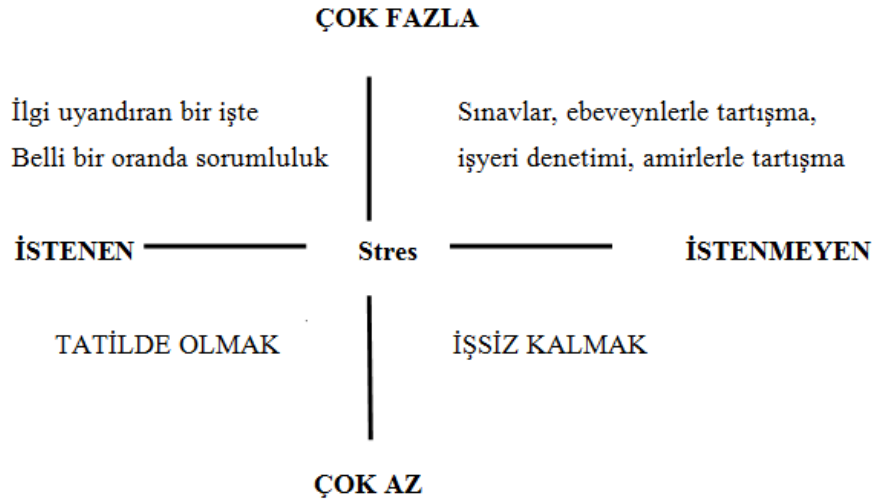 ÇOK FAZLA
İlgi uyandıran bir işte
Belli bir oranda sorumluluk
Sınavlar, ebeveynlerle tartışma,
işyeri denetimi, amirlerle tartışma
İSTENEN
Stres
İSTENMEYEN
TATİLDE OLMAK
İŞSİZ KALMAK
ÇOK AZ